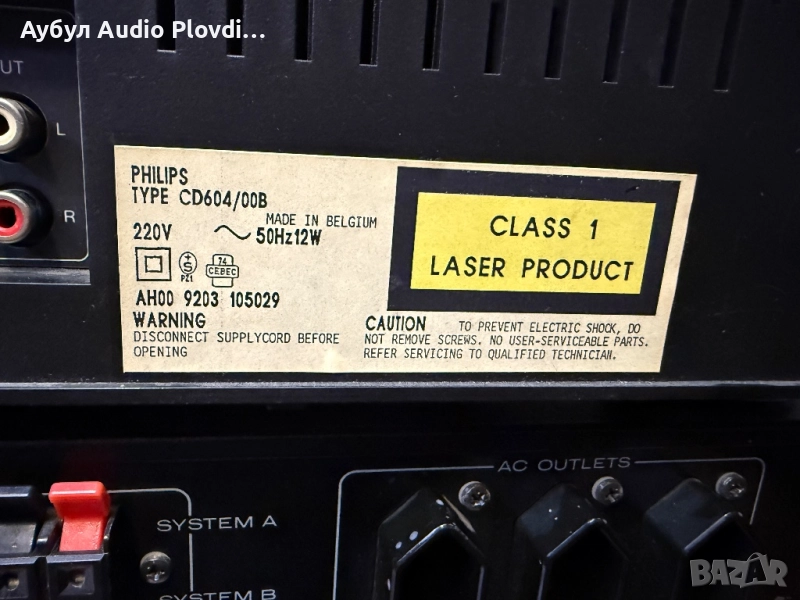 Аубул Audio Plovdi...
UT
L
R
PHILIPS
TYPE CD604/00B
MADE IN BELGIUM
220V ~ 50Hz12W
+S
PZ1
74
CEBEC
AH00 9203 105029
WARNING
DISCONNECT SUPPLYCORD BEFORE
OPENING
CLASS 1
LASER PRODUCT
CAUTION TO PREVENT ELECTRIC SHOCK, DO
NOT REMOVE SCREWS. NO USER-SERVICEABLE PARTS.
REFER SERVICING TO QUALIFIED TECHNICIAN.
AC OUTLETS
SYSTEM A
SYSTEM B
BAZAR